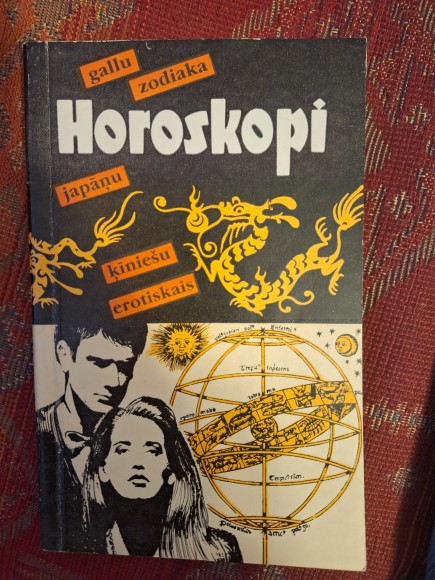 gallu
zodiaka
Horoskopi
japāņu
ķīniešu
erotiskais